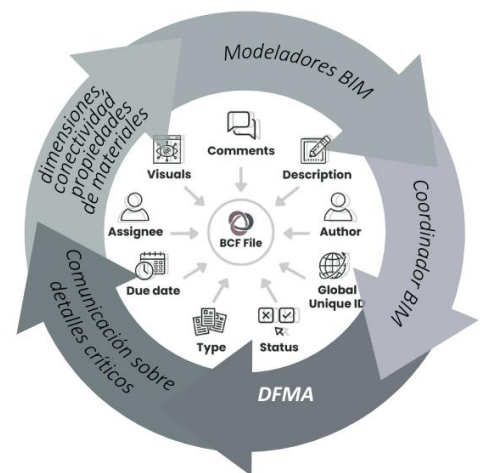 Modeladores BIM
Coordinador BIM
DFMA
Comunicación sobre
detalles críticos
dimensiones,
conectividad
propiedades
de materiales
Comments
Visuals
Description
Assignee
BCF File
Author
Due date
Global
Unique ID
Type
Status